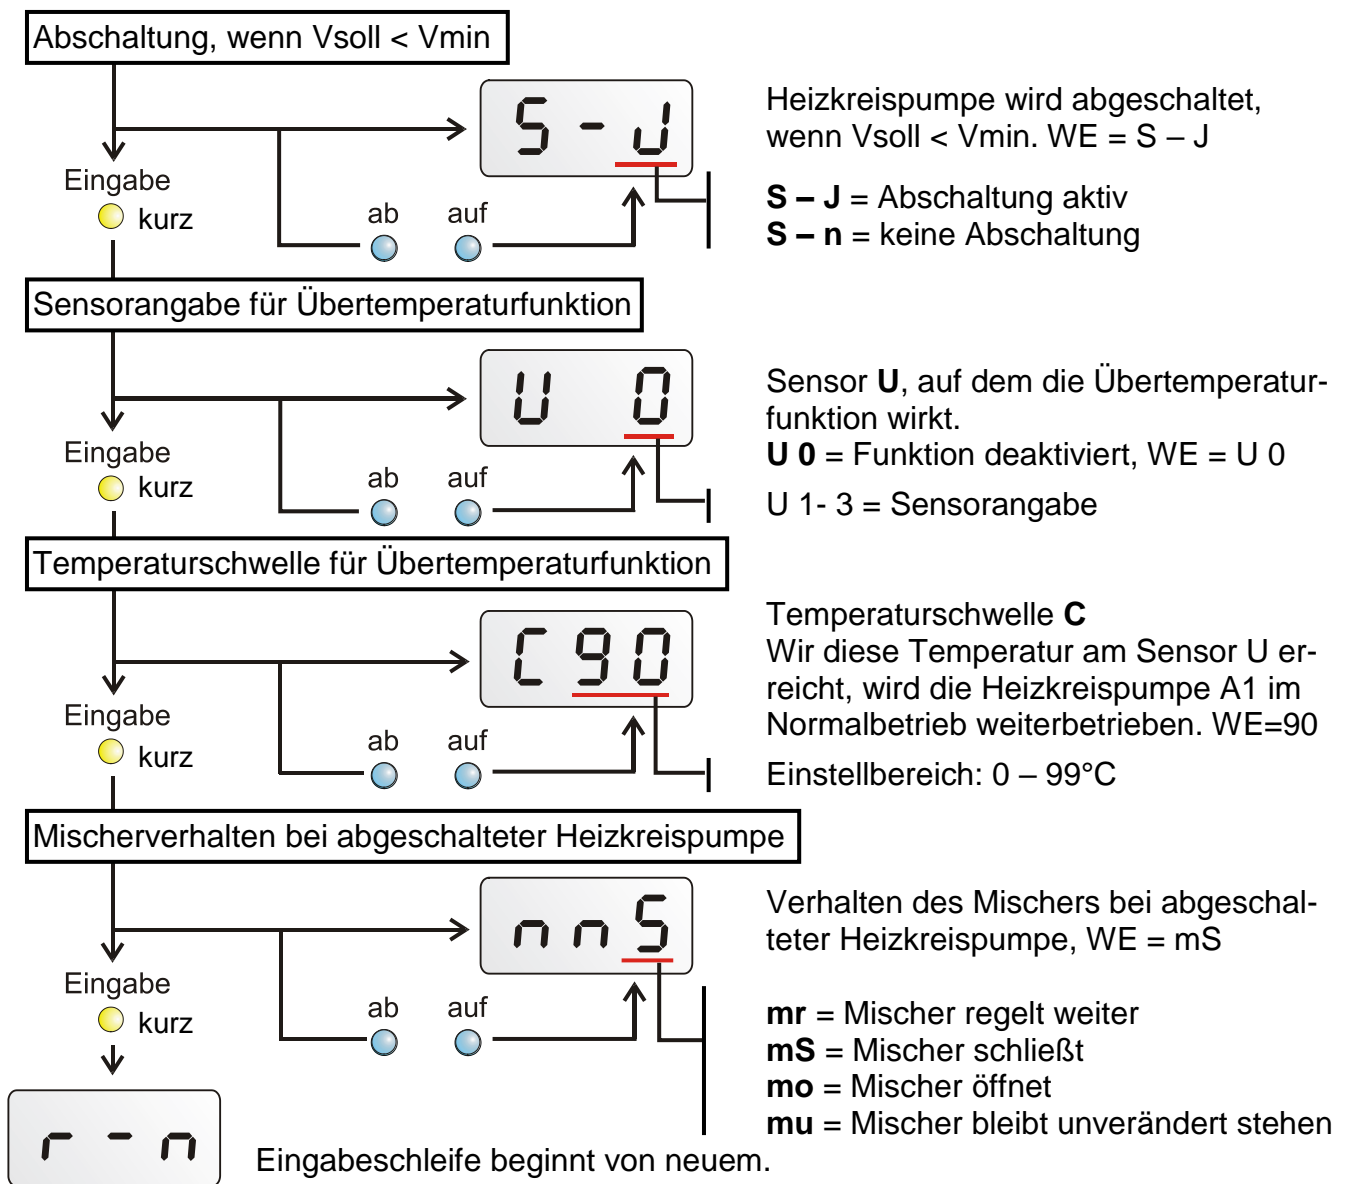 Abschaltung, wenn Vsoll < Vmin
S - J
Heizkreispumpe wird abgeschaltet,
wenn Vsoll < Vmin. WE = S – J
S – J = Abschaltung aktiv
S – n = keine Abschaltung
Eingabe
kurz
ab auf
Sensorangabe für Übertemperaturfunktion
U 0
Sensor U, auf dem die Übertemperatur-
funktion wirkt.
U 0 = Funktion deaktiviert, WE = U 0
U 1- 3 = Sensorangabe
Eingabe
kurz
ab auf
Temperaturschwelle für Übertemperaturfunktion
C 90
Temperaturschwelle C
Wir diese Temperatur am Sensor U er-
reicht, wird die Heizkreispumpe A1 im
Normalbetrieb weiterbetrieben. WE=90
Einstellbereich: 0 – 99°C
Eingabe
kurz
ab auf
Mischerverhalten bei abgeschalteter Heizkreispumpe
n n S
Verhalten des Mischers bei abgeschal-
teter Heizkreispumpe, WE = mS
mr = Mischer regelt weiter
mS = Mischer schließt
mo = Mischer öffnet
mu = Mischer bleibt unverändert stehen
Eingabe
kurz
ab auf
r - n
Eingabeschleife beginnt von neuem.